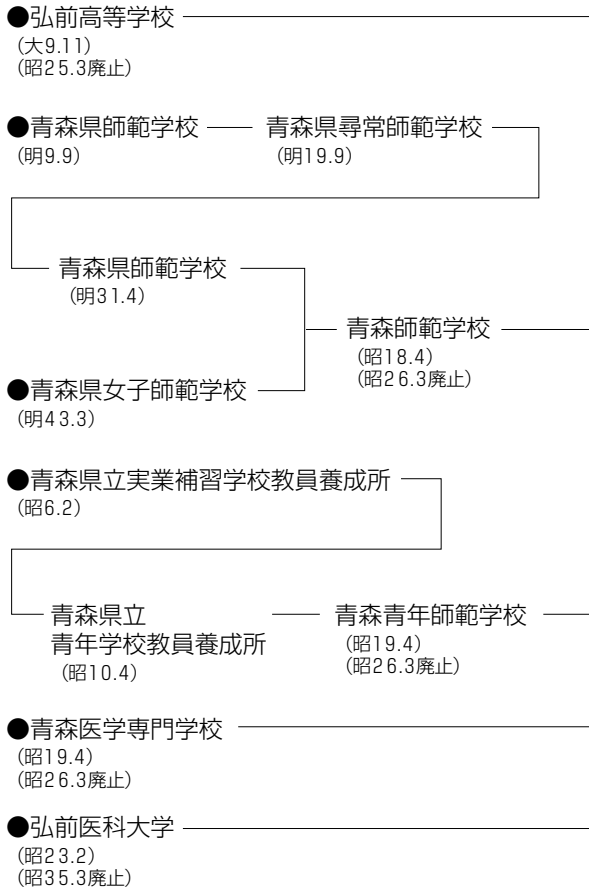 ●弘前高等学校
(大9.11)
(昭25.3廃止)
●青森県師範学校 青森県尋常師範学校
(明9.9) (明19.9)
青森県師範学校
(明31.4)
青森師範学校
(昭18.4)
(昭26.3廃止)
●青森県女子師範学校
(明43.3)
●青森県立実業補習学校教員養成所
(昭6.2)
青森県立
青年学校教員養成所
(昭10.4)
青森青年師範学校
(昭19.4)
(昭26.3廃止)
●青森医学専門学校
(昭19.4)
(昭26.3廃止)
●弘前医科大学
(昭23.2)
(昭35.3廃止)